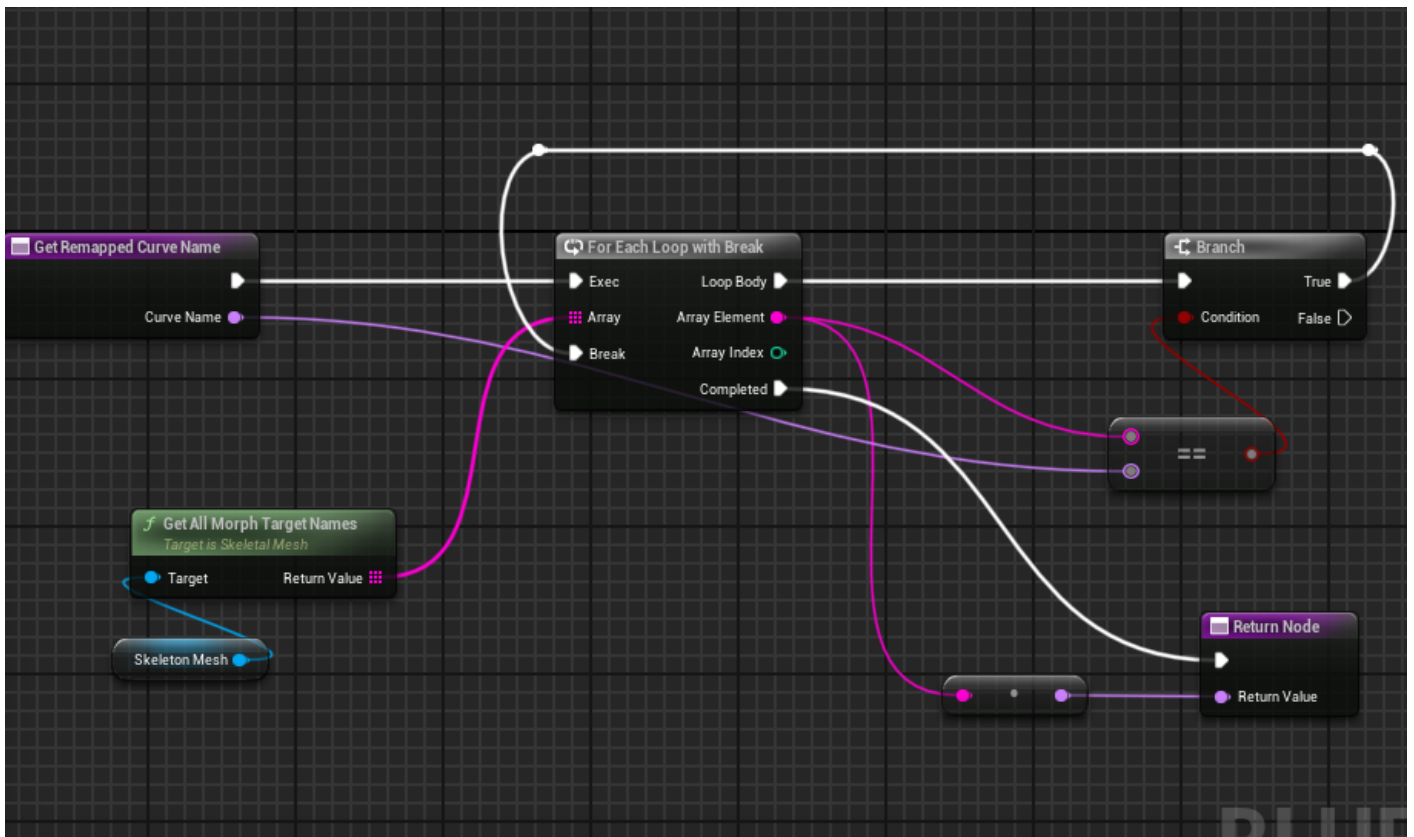 Get Remapped Curve Name
Curve Name
For Each Loop with Break
Exec
Loop Body
Array
Array Element
Break
Array Index
Completed
Branch
True
Condition
False
==
f Get All Morph Target Names
Target is Skeletal Mesh
Target
Return Value
Skeleton Mesh
Return Node
Return Value